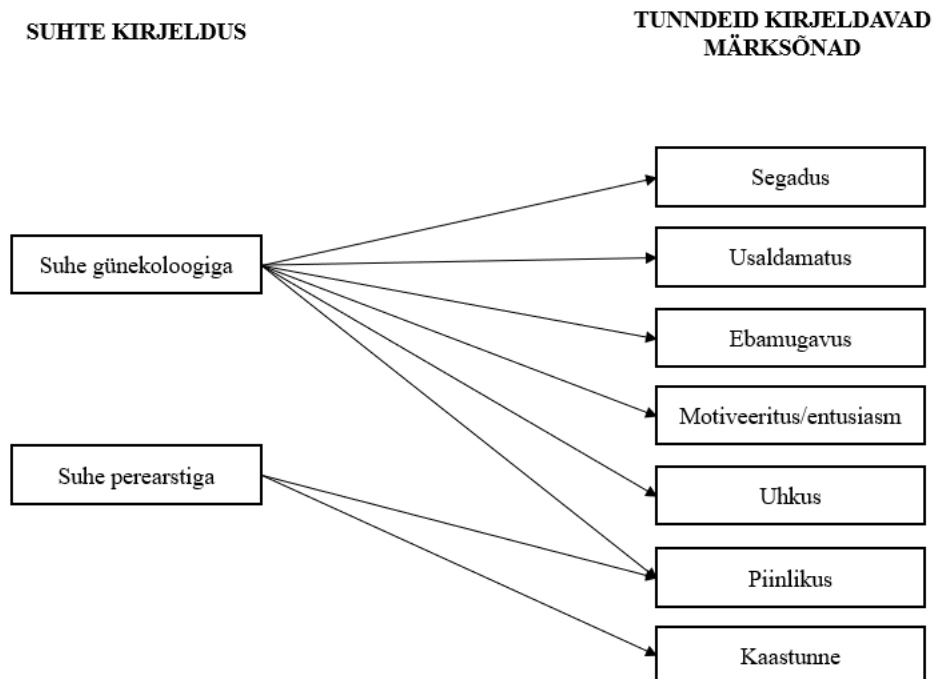 SUHTE KIRJELDUS
TUNNDEID KIRJELDAVAD
MÄRKSÕNAD
Suhe günekoloogiga
Suhe perearstiga
Segadus
Usaldamatus
Ebamugavus
Motiveeritus/entusiasm
Uhkus
Piinlikus
Kaastunne